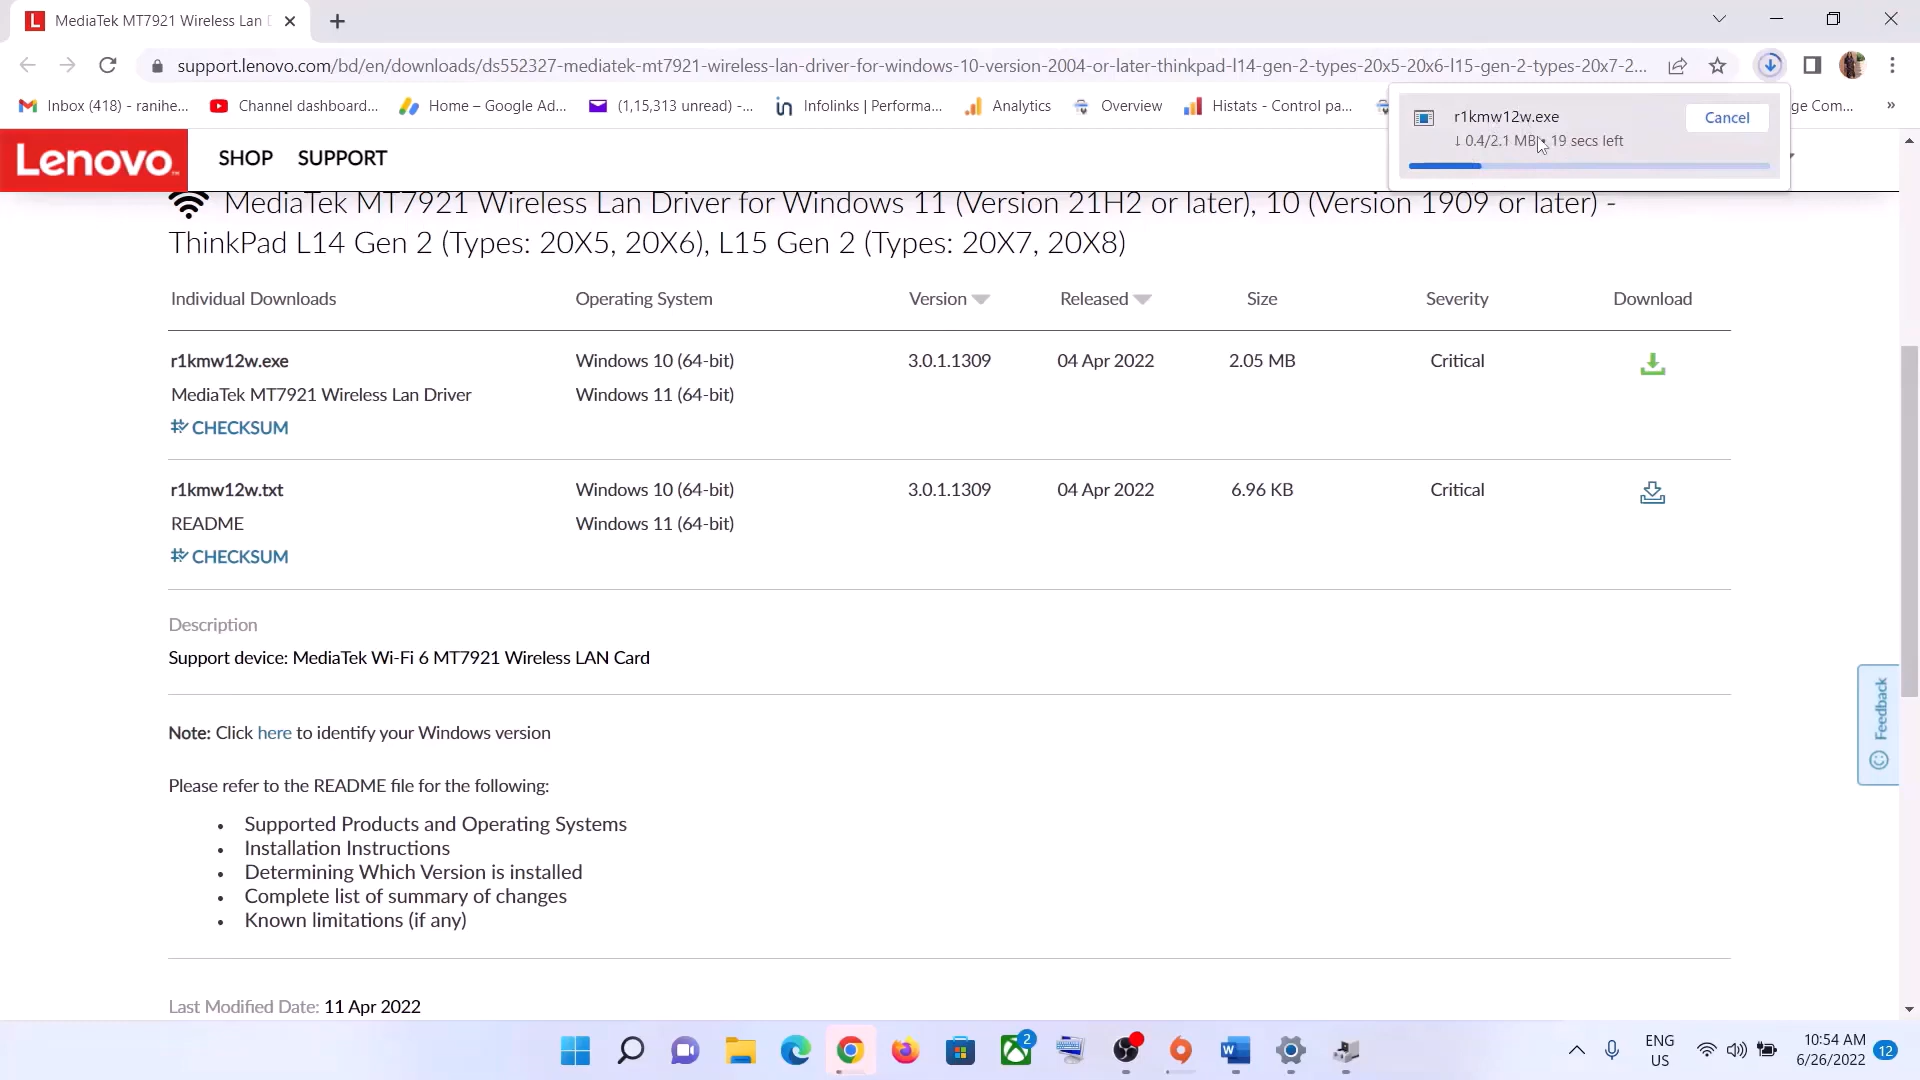 MediaTek MT7921 Wireless Lan D
support.lenovo.com/bd/en/downloads/ds552327-mediatek-mt7921-wireless-lan-driver-for-windows-10-version-2004-or-later-thinkpad-l14-gen-2-types-20x5-20x6-l15-gen-2-types-20x7-2...
Inbox (418) - ranihe...
Channel dashboard...
Home – Google Ad...
(1,15,313 unread) -...
Infolinks | Performa...
Analytics
Overview
Histats - Control pa...
ge Com...
»
r1kmw12w.exe
Cancel
↓ 0.4/2.1 MB • 19 secs left
Lenovo
SHOP SUPPORT
MediaTek MT7921 Wireless Lan Driver for Windows 11 (Version 21H2 or later), 10 (Version 1909 or later) -
ThinkPad L14 Gen 2 (Types: 20X5, 20X6), L15 Gen 2 (Types: 20X7, 20X8)
Individual Downloads Operating System Version Released Size Severity Download
r1kmw12w.exe Windows 10 (64-bit) 3.0.1.1309 04 Apr 2022 2.05 MB Critical
MediaTek MT7921 Wireless Lan Driver Windows 11 (64-bit)
CHECKSUM
r1kmw12w.txt Windows 10 (64-bit) 3.0.1.1309 04 Apr 2022 6.96 KB Critical
README Windows 11 (64-bit)
CHECKSUM
Description
Support device: MediaTek Wi-Fi 6 MT7921 Wireless LAN Card
Feedback
Note: Click here to identify your Windows version
Please refer to the README file for the following:
• Supported Products and Operating Systems
• Installation Instructions
• Determining Which Version is installed
• Complete list of summary of changes
• Known limitations (if any)
Last Modified Date: 11 Apr 2022
2
ENG
US
10:54 AM
6/26/2022
12